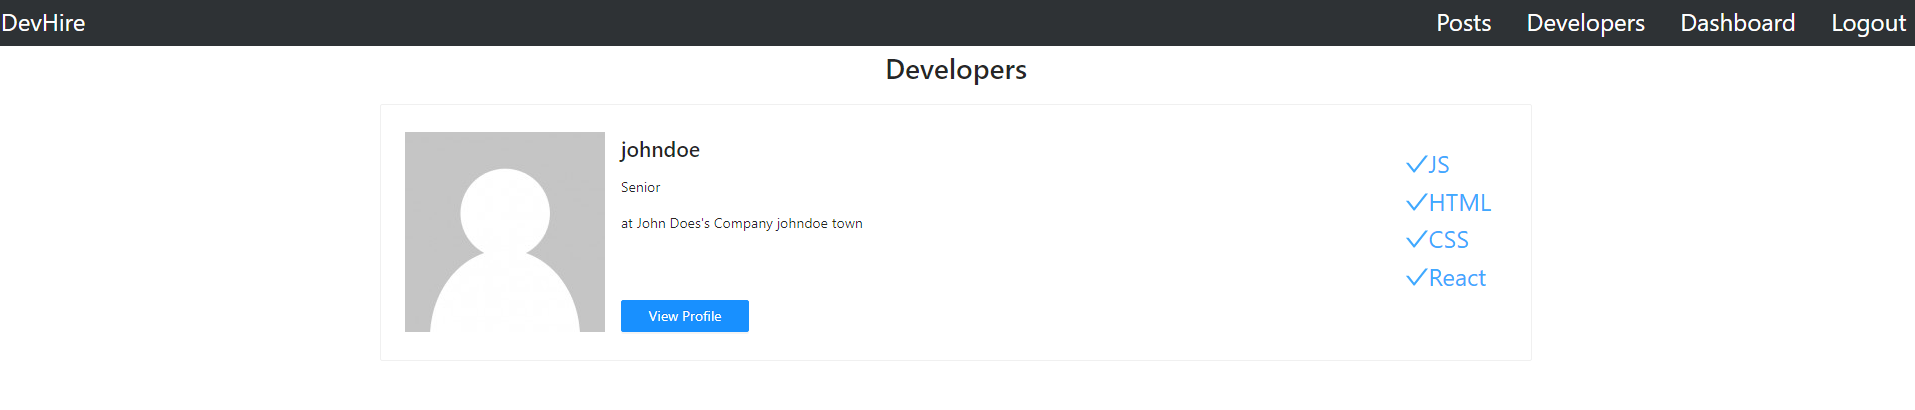 DevHire Posts Developers Dashboard Logout
Developers
johndoe
Senior
at John Does's Company johndoe town
View Profile
JS
HTML
CSS
React